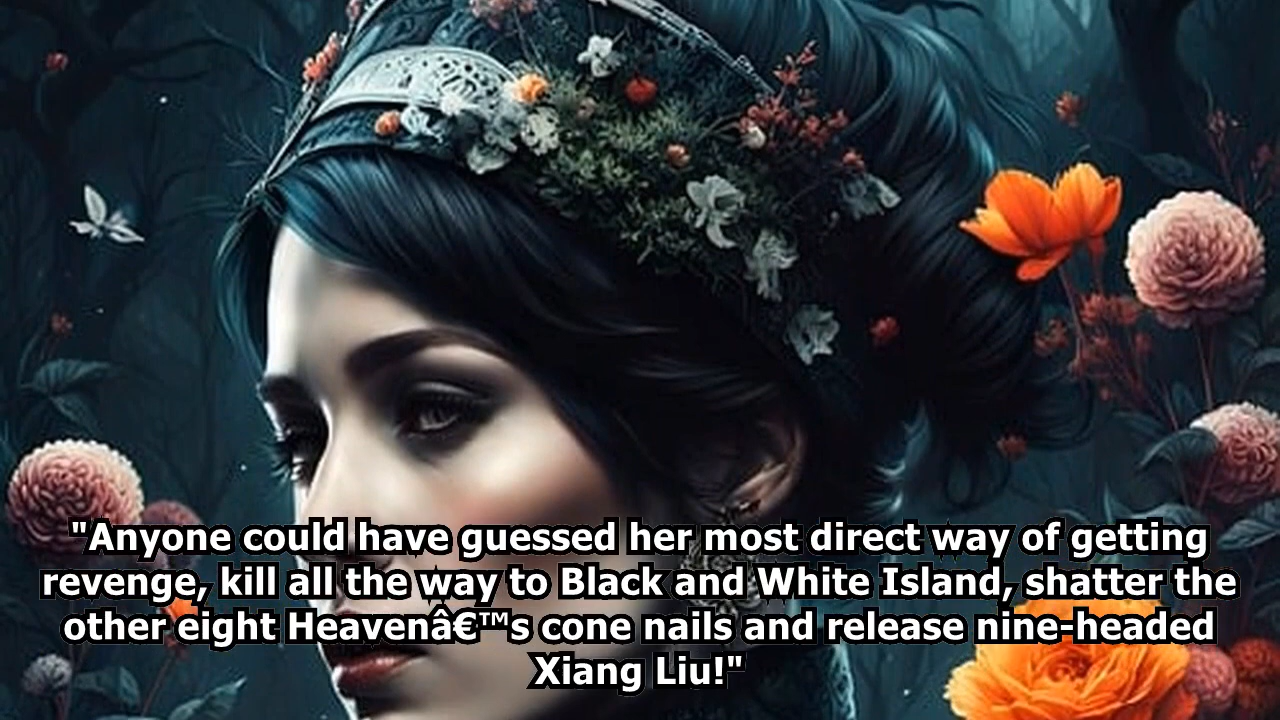 "Anyone could have guessed her most direct way of getting
revenge, kill all the way to Black and White Island, shatter the
other eight Heavenâ€™s cone nails and release nine-headed
Xiang Liu!"